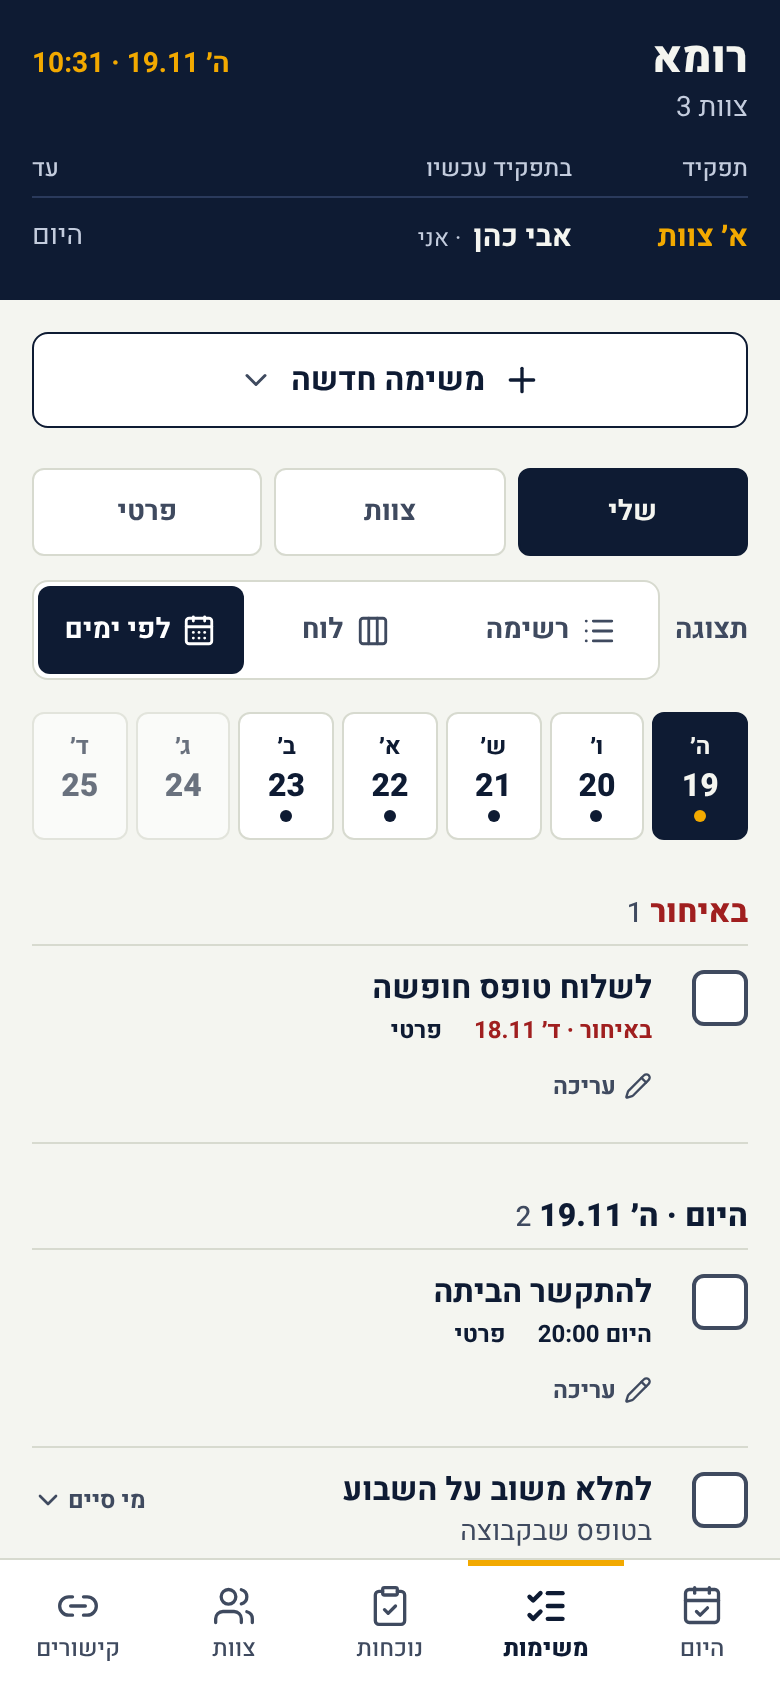 רומא
ה׳ 19.11 · 10:31
צוות 3
תפקיד בתפקיד עכשיו עד
א׳ צוות אבי כהן · אני היום
משימה חדשה
שלי צוות פרטי
תצוגה רשימה לוח לפי ימים
ה׳ ו׳ ש׳ א׳ ב׳ ג׳ ד׳
19 20 21 22 23 24 25
באיחור 1
לשלוח טופס חופשה
באיחור · ד׳ 18.11 פרטי
עריכה
היום · ה׳ 19.11 2
להתקשר הביתה
היום 20:00 פרטי
עריכה
למלא משוב על השבוע מי סיים
בטופס שבקבוצה
היום משימות נוכחות צוות קישורים